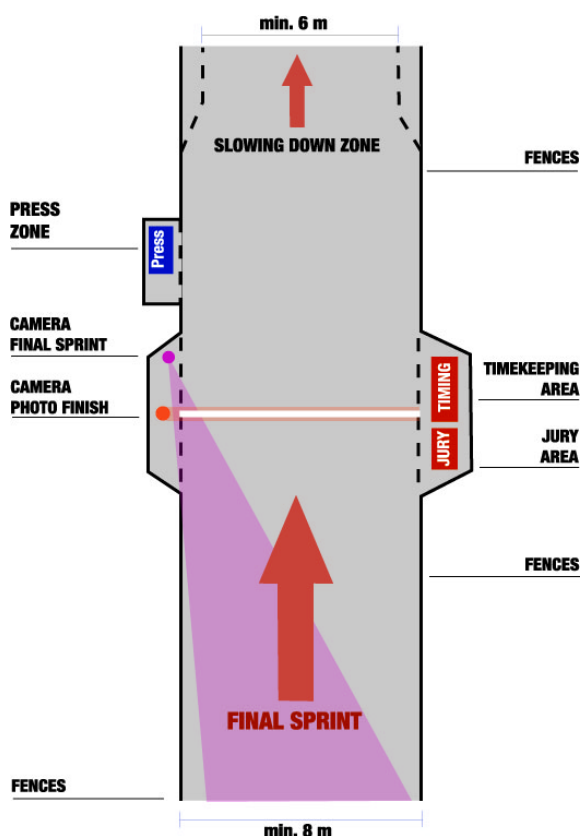 min. 6 m
SLOWING DOWN ZONE
FENCES
PRESS
ZONE
Press
CAMERA
FINAL SPRINT
TIMING
TIMEKEEPING
AREA
CAMERA
PHOTO FINISH
JURY
JURY
AREA
FENCES
FINAL SPRINT
FENCES
min. 8 m